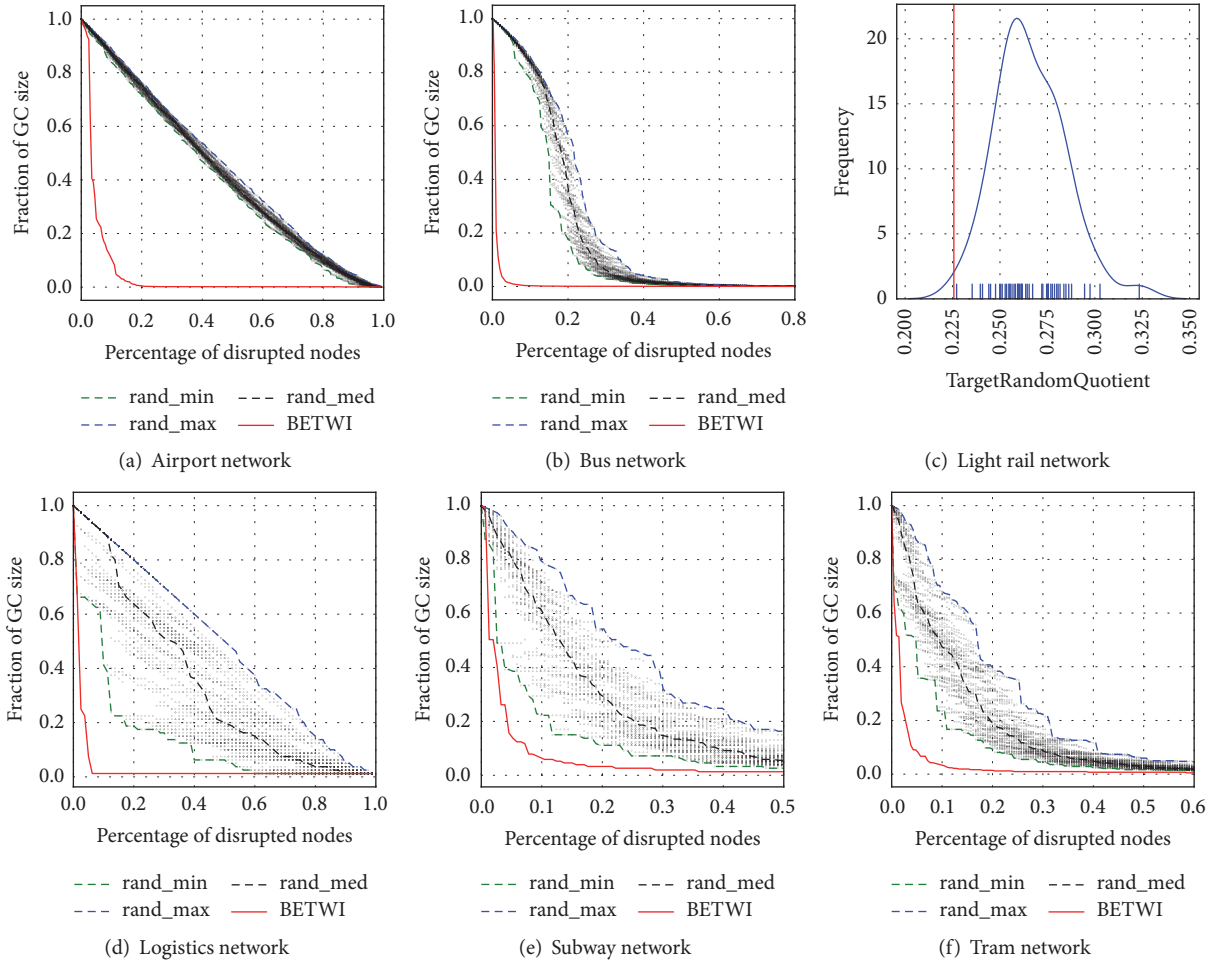 1.0
0.8
0.6
0.4
0.2
0.0
Fraction of GC size
0.0 0.2 0.4 0.6 0.8 1.0
Percentage of disrupted nodes
rand_min
rand_max
rand_med
BETWI
(a) Airport network
1.0
0.8
0.6
0.4
0.2
0.0
Fraction of GC size
0.0 0.2 0.4 0.6 0.8
Percentage of disrupted nodes
rand_min
rand_max
rand_med
BETWI
(b) Bus network
20
15
10
5
0
Frequency
0.200 0.225 0.250 0.275 0.300 0.325 0.350
TargetRandomQuotient
(c) Light rail network
1.0
0.8
0.6
0.4
0.2
0.0
Fraction of GC size
0.0 0.2 0.4 0.6 0.8 1.0
Percentage of disrupted nodes
rand_min
rand_max
rand_med
BETWI
(d) Logistics network
1.0
0.8
0.6
0.4
0.2
0.0
Fraction of GC size
0.0 0.1 0.2 0.3 0.4 0.5
Percentage of disrupted nodes
rand_min
rand_max
rand_med
BETWI
(e) Subway network
1.0
0.8
0.6
0.4
0.2
0.0
Fraction of GC size
0.0 0.1 0.2 0.3 0.4 0.5 0.6
Percentage of disrupted nodes
rand_min
rand_max
rand_med
BETWI
(f) Tram network